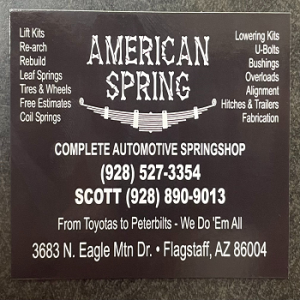 Lift Kits
Re-arch
Rebuild
Leaf Springs
Tires & Wheels
Free Estimates
Coil Springs
AMERICAN
SPRING
Lowering Kits
U-Bolts
Bushings
Overloads
Alignment
Hitches & Trailers
Fabrication
COMPLETE AUTOMOTIVE SPRINGSHOP
(928) 527-3354
SCOTT (928) 890-9013
From Toyotas to Peterbilts - We Do 'Em All
3683 N. Eagle Mtn Dr. • Flagstaff, AZ 86004